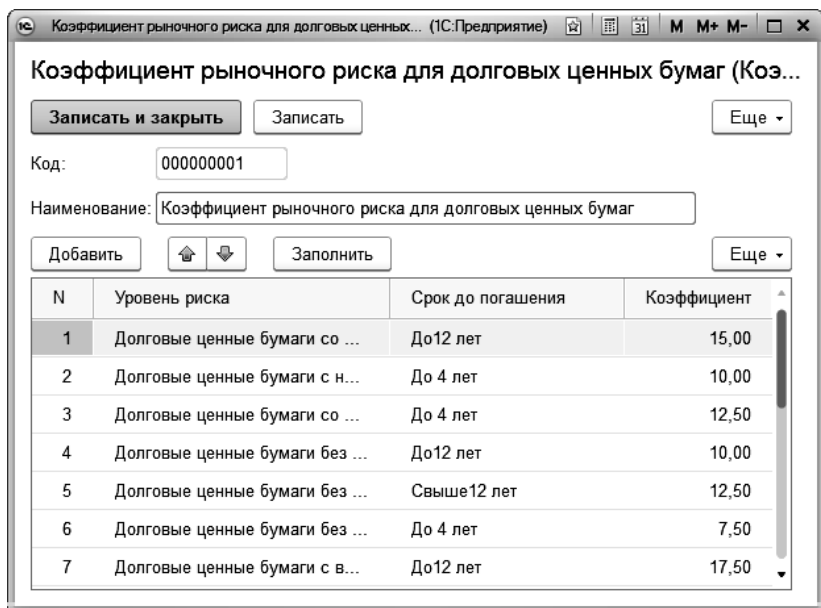 1С Коэффициент рыночного риска для долговых ценных... (1С:Предприятие) 31 M M+ M-
Коэффициент рыночного риска для долговых ценных бумаг (Коэ...
Записать и закрыть Записать Еще
Код: 000000001
Наименование: Коэффициент рыночного риска для долговых ценных бумаг
Добавить Заполнить Еще
N Уровень риска Срок до погашения Коэффициент
1 Долговые ценные бумаги со ... До12 лет 15,00
2 Долговые ценные бумаги с н... До 4 лет 10,00
3 Долговые ценные бумаги со ... До 4 лет 12,50
4 Долговые ценные бумаги без ... До12 лет 10,00
5 Долговые ценные бумаги без ... Свыше12 лет 12,50
6 Долговые ценные бумаги без ... До 4 лет 7,50
7 Долговые ценные бумаги с в... До12 лет 17,50